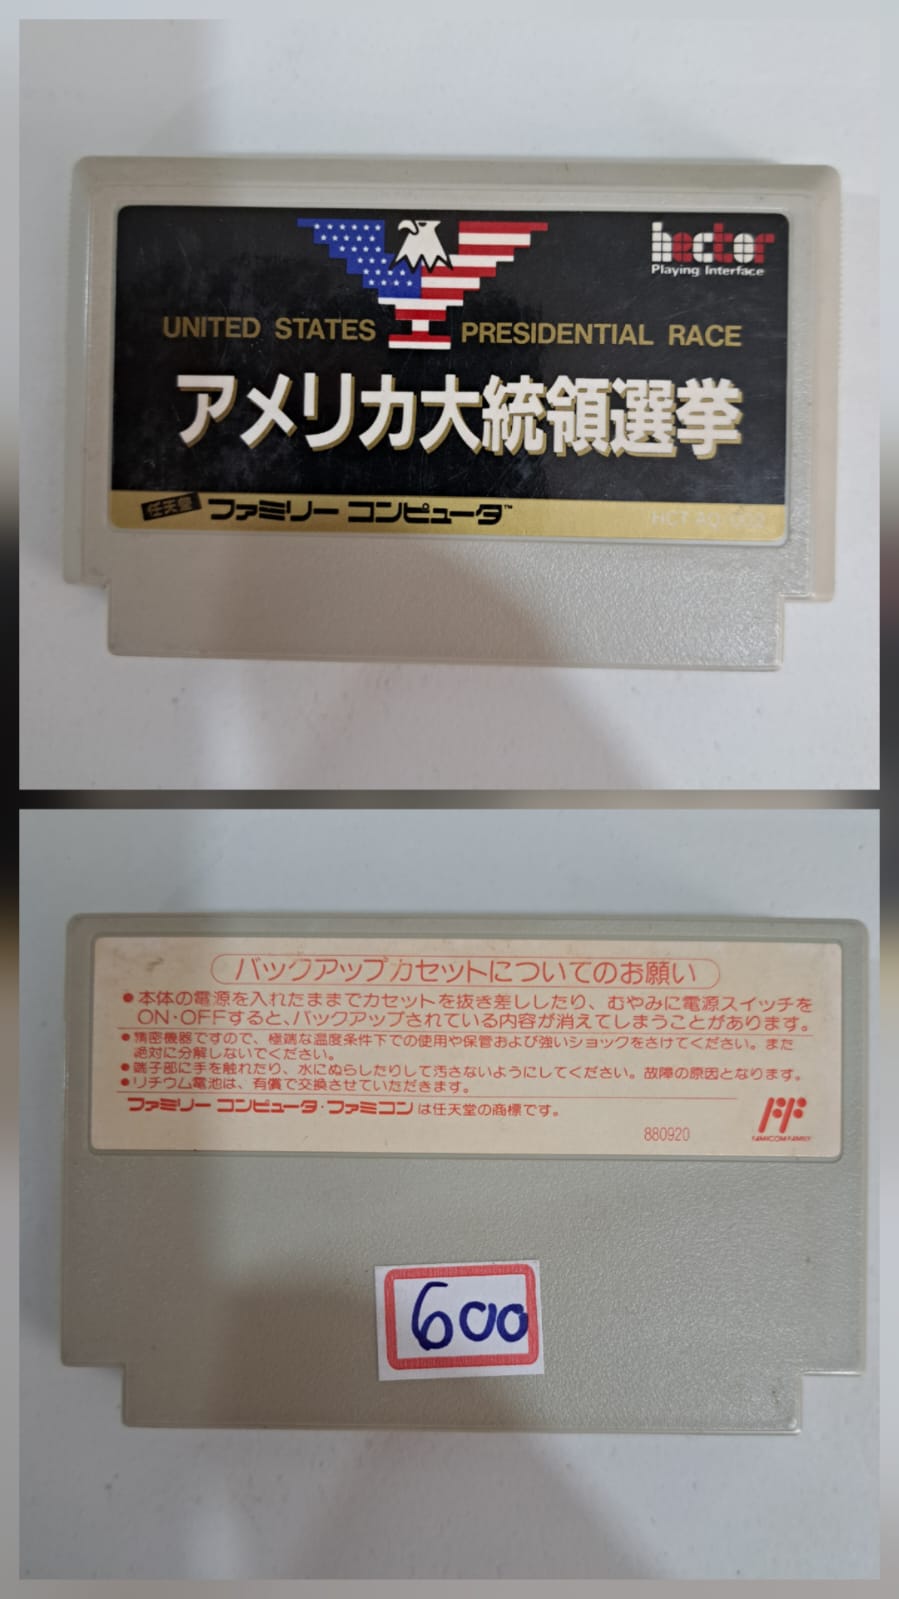 hector
Playing Interface
UNITED STATES PRESIDENTIAL RACE
アメリカ大統領選挙
任天堂 ファミリー コンピュータ™
バックアップカセットについてのお願い
●本体の電源を入れたままでカセットを抜き差ししたり、むやみに電源スイッチを
ON・OFFすると、バックアップされている内容が消えてしまうことがあります。
●精密機器ですので、極端な温度条件下での使用や保管および強いショックをさけてください。また
絶対に分解しないでください。
●端子部に手を触れたり、水にぬらしたりして汚さないようにしてください。故障の原因となります。
●リチウム電池は、有償で交換させていただきます。
ファミリー コンピュータ・ファミコン は任天堂の商標です。
FF
FAMICOM FAMILY
880920
600